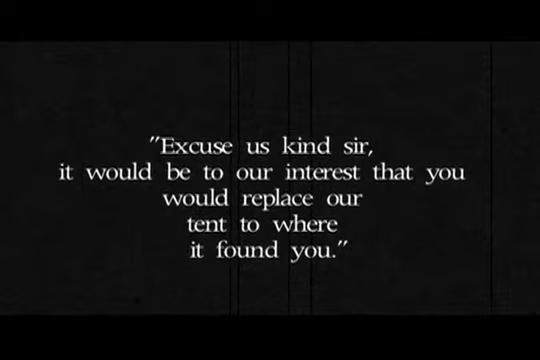 "Excuse us kind sir,
it would be to our interest that you
would replace our
tent to where
it found you."